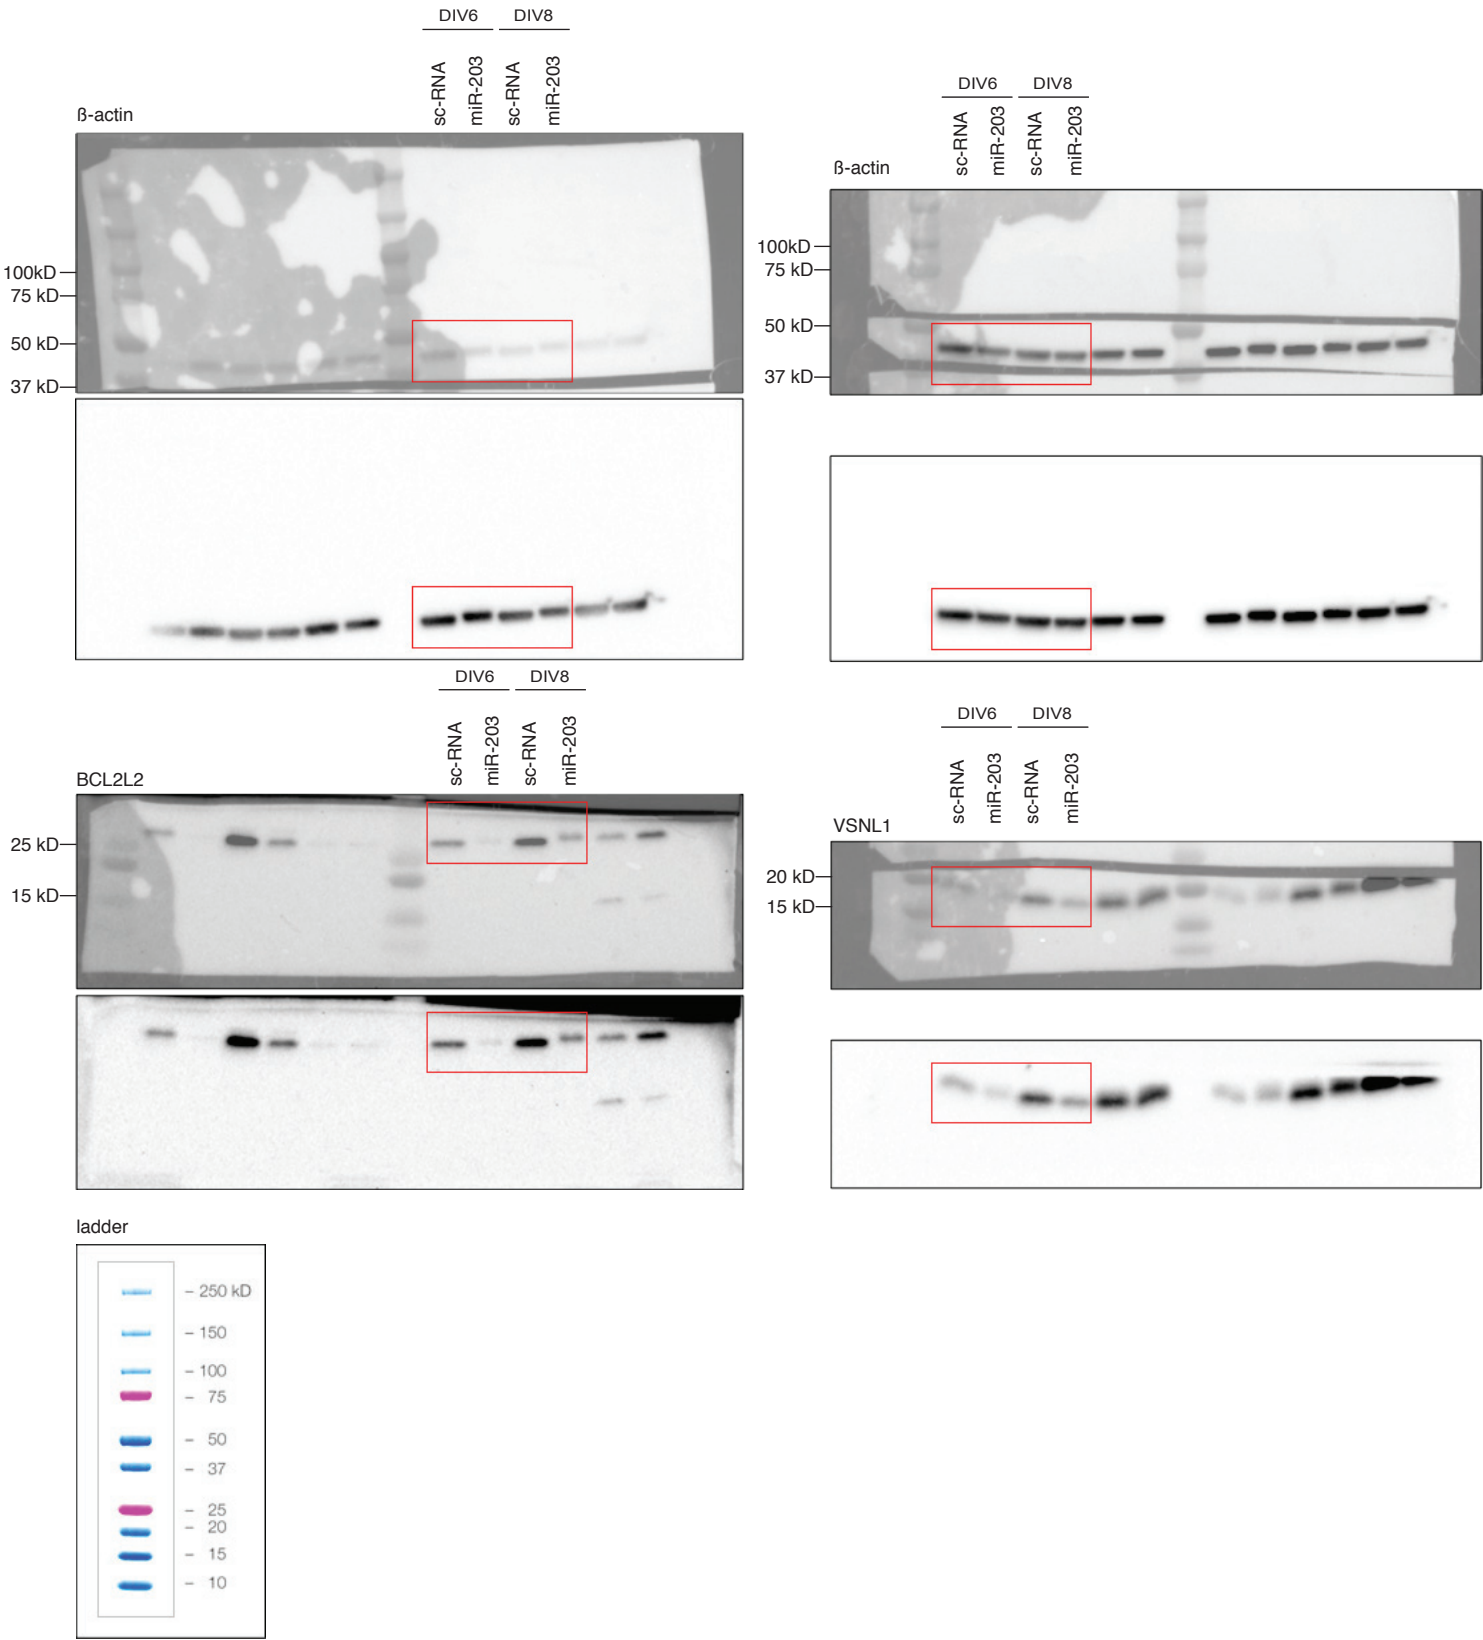 DIV6 DIV8
sc-RNA
miR-203
sc-RNA
miR-203
ß-actin
100kD
75 kD
50 kD
37 kD
DIV6 DIV8
sc-RNA
miR-203
sc-RNA
miR-203
ß-actin
100kD
75 kD
50 kD
37 kD
DIV6 DIV8
sc-RNA
miR-203
sc-RNA
miR-203
BCL2L2
25 kD
15 kD
DIV6 DIV8
sc-RNA
miR-203
sc-RNA
miR-203
VSNL1
20 kD
15 kD
ladder
– 250 kD
– 150
– 100
– 75
– 50
– 37
– 25
– 20
– 15
– 10